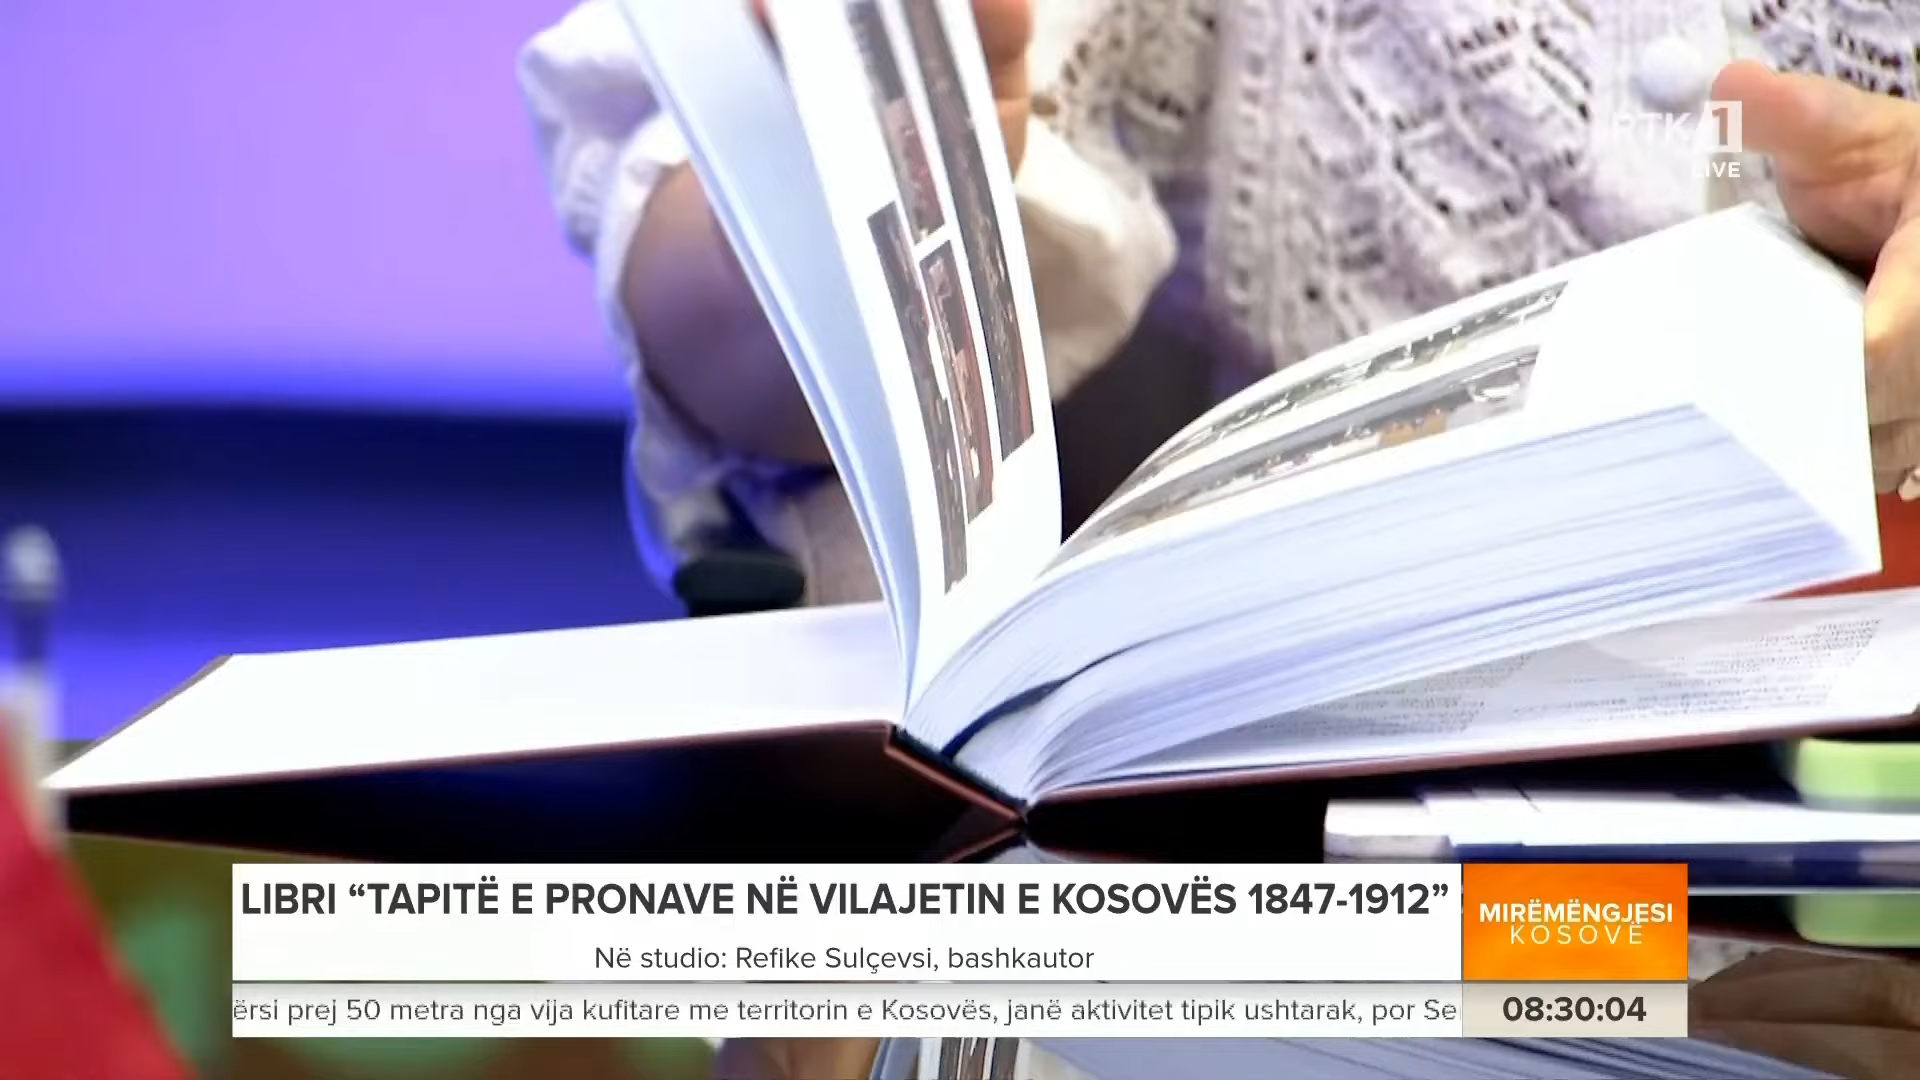 RTK 1
LIVE
LIBRI “TAPITË E PRONAVE NË VILAJETIN E KOSOVËS 1847-1912”
MIRËMËNGJESI
KOSOVË
Në studio: Refike Sulçevsi, bashkautor
ërsi prej 50 metra nga vija kufitare me territorin e Kosovës, janë aktivitet tipik ushtarak, por Se
08:30:04